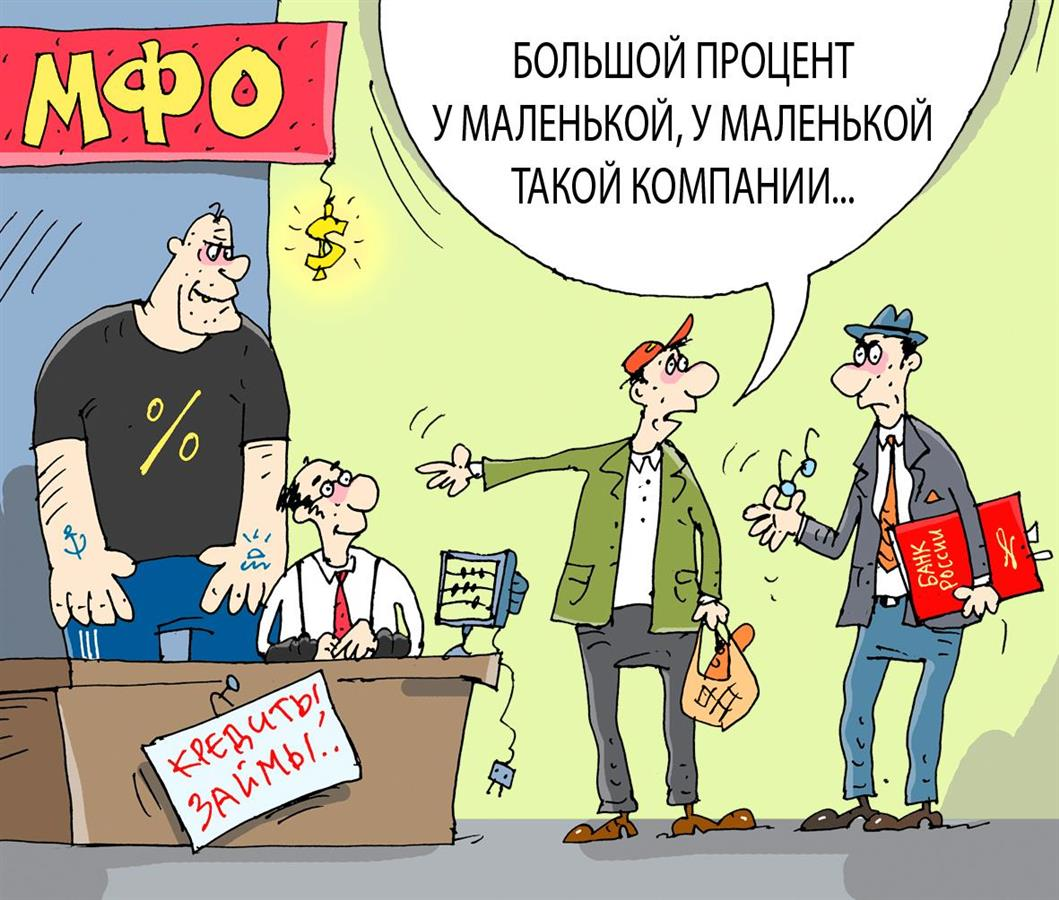 МФО
БОЛЬШОЙ ПРОЦЕНТ
У МАЛЕНЬКОЙ, У МАЛЕНЬКОЙ
ТАКОЙ КОМПАНИИ...
$
%
БАНК
РОССИИ
КРЕДИТЫ,
ЗАЙМЫ...